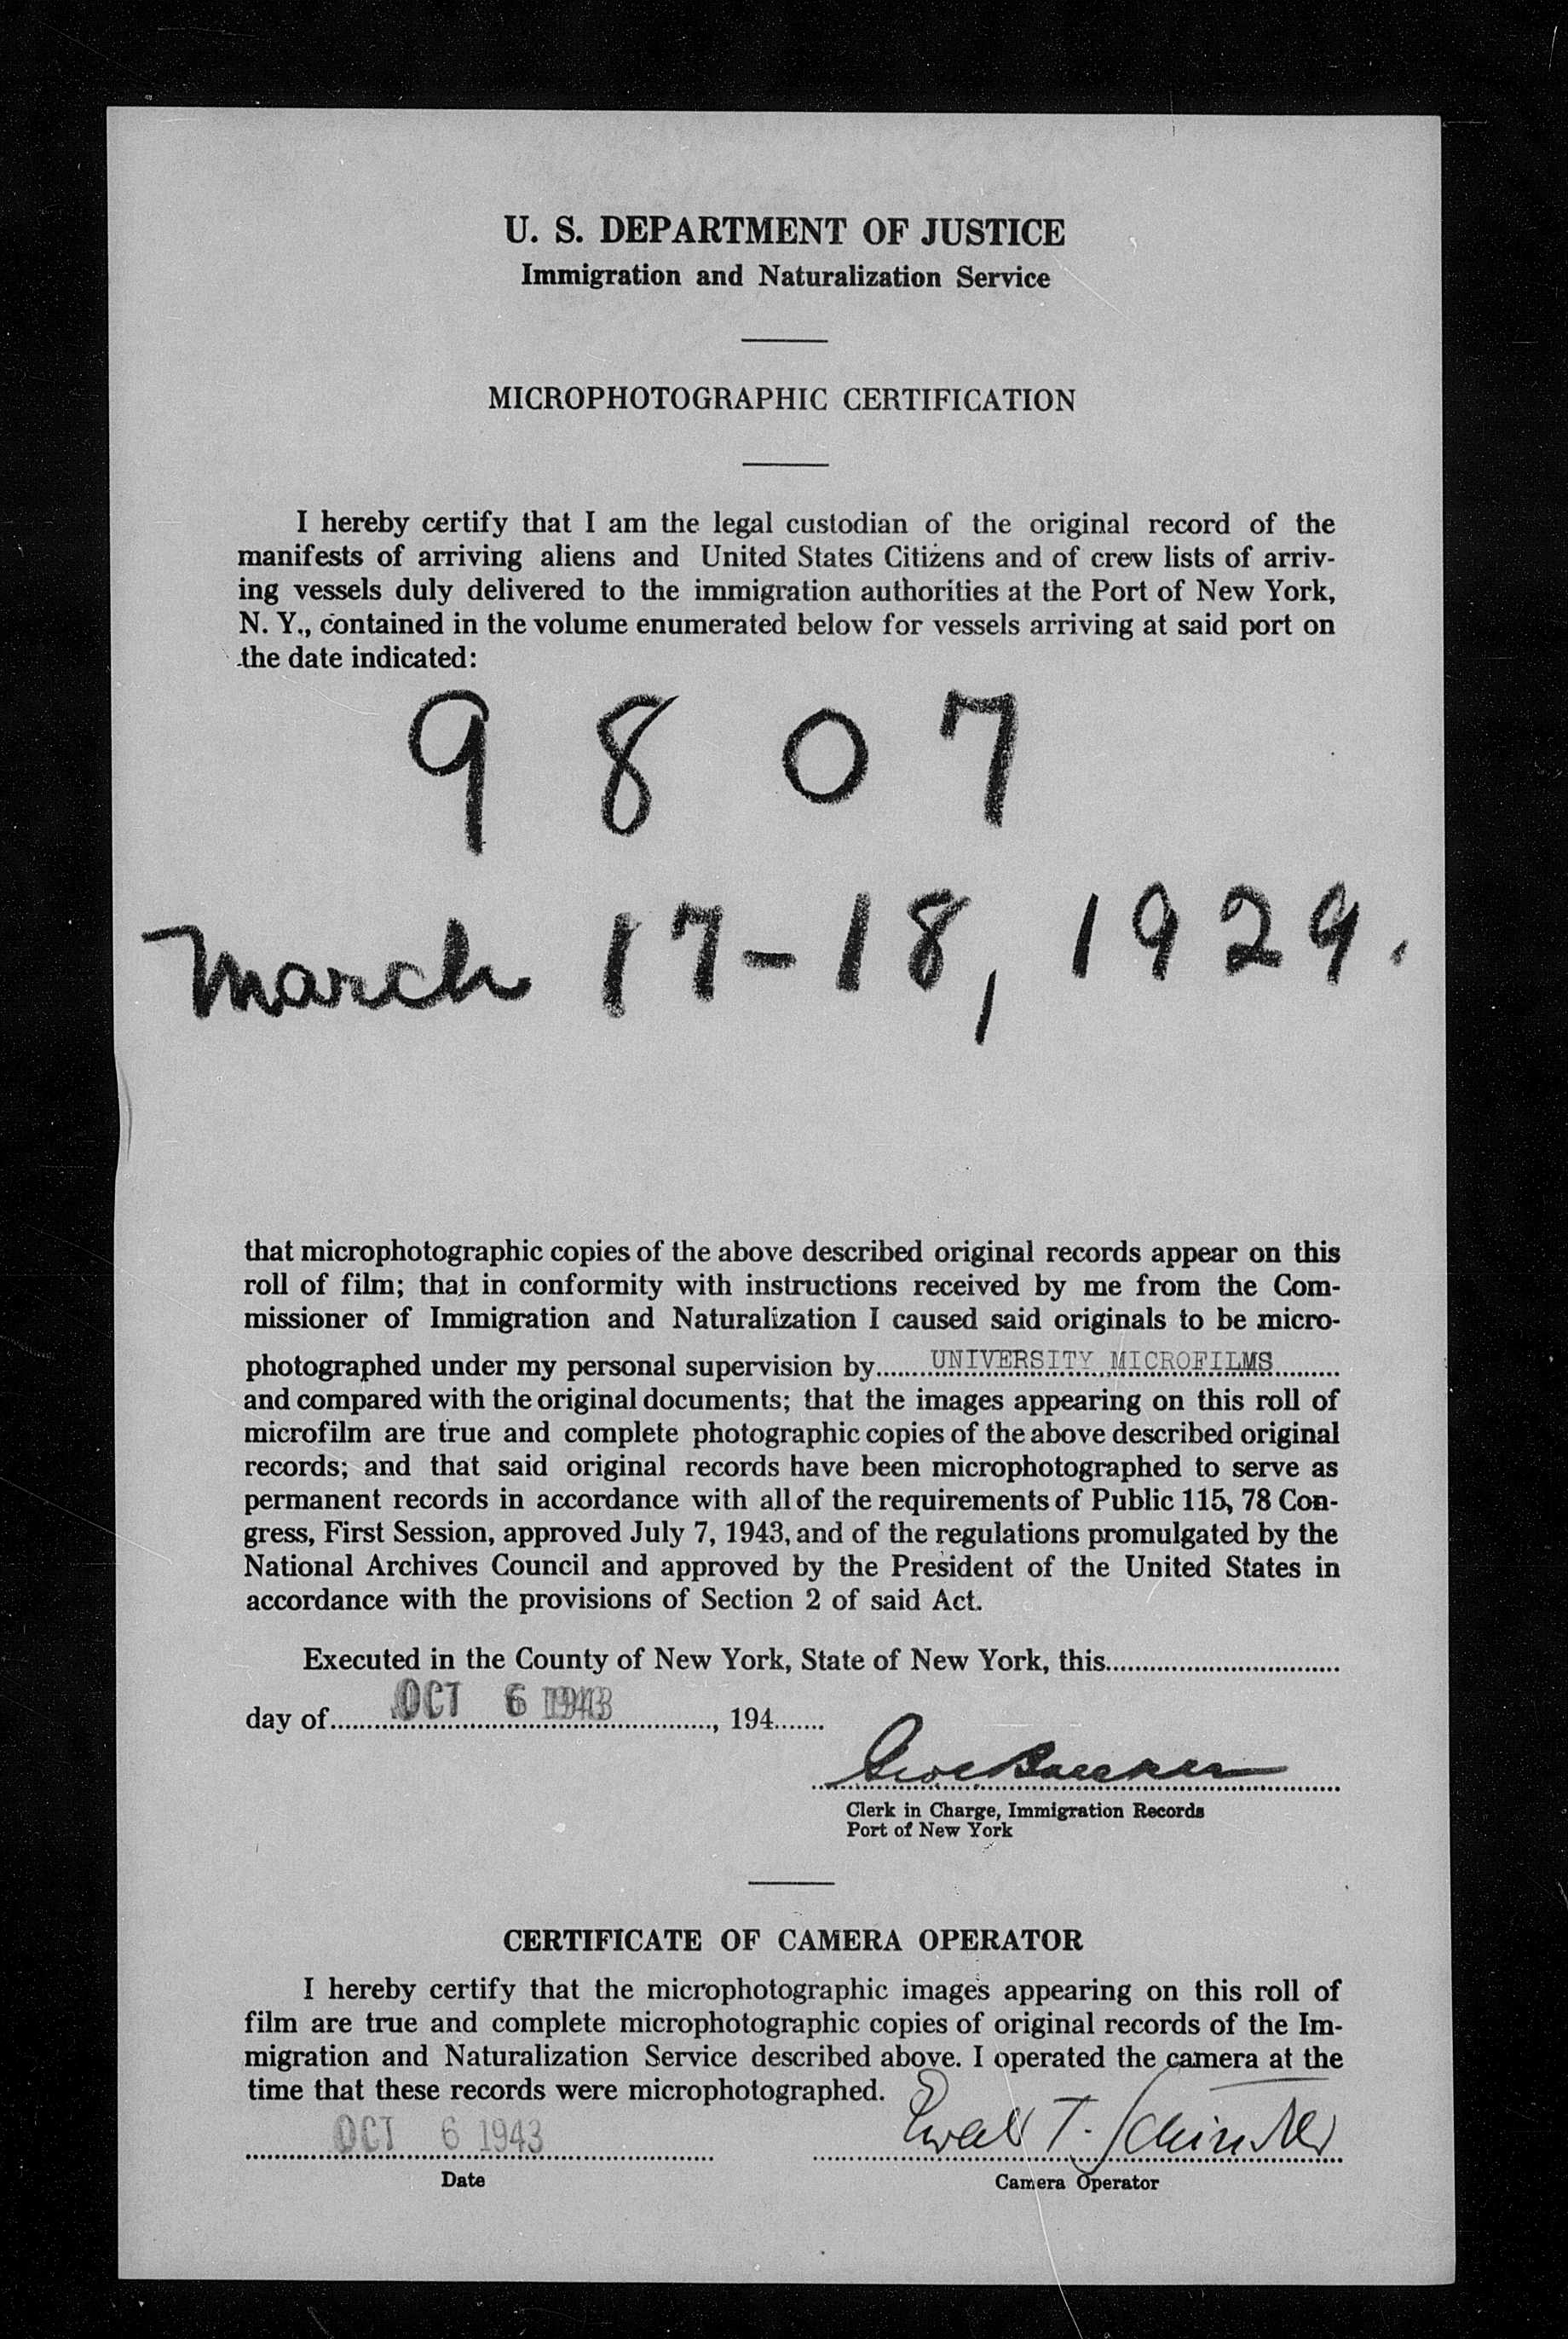 U. S. DEPARTMENT OF JUSTICE
Immigration and Naturalization Service
MICROPHOTOGRAPHIC CERTIFICATION
I hereby certify that I am the legal custodian of the original record of the
manifests of arriving aliens and United States Citizens and of crew lists of arriv-
ing vessels duly delivered to the immigration authorities at the Port of New York,
N. Y., contained in the volume enumerated below for vessels arriving at said port on
the date indicated:
9 8 0 7
March 17-18, 1929.
that microphotographic copies of the above described original records appear on this
roll of film; that in conformity with instructions received by me from the Com-
missioner of Immigration and Naturalization I caused said originals to be micro-
photographed under my personal supervision by UNIVERSITY MICROFILMS
and compared with the original documents; that the images appearing on this roll of
microfilm are true and complete photographic copies of the above described original
records; and that said original records have been microphotographed to serve as
permanent records in accordance with all of the requirements of Public 115, 78 Con-
gress, First Session, approved July 7, 1943, and of the regulations promulgated by the
National Archives Council and approved by the President of the United States in
accordance with the provisions of Section 2 of said Act.
Executed in the County of New York, State of New York, this
day of OCT 6 1943, 194
Clerk in Charge, Immigration Records
Port of New York
CERTIFICATE OF CAMERA OPERATOR
I hereby certify that the microphotographic images appearing on this roll of
film are true and complete microphotographic copies of original records of the Im-
migration and Naturalization Service described above. I operated the camera at the
time that these records were microphotographed.
OCT 6 1943
Date
Camera Operator